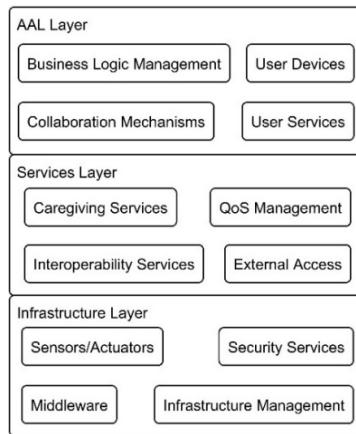 AAL Layer
Business Logic Management User Devices
Collaboration Mechanisms User Services
Services Layer
Caregiving Services QoS Management
Interoperability Services External Access
Infrastructure Layer
Sensors/Actuators Security Services
Middleware Infrastructure Management